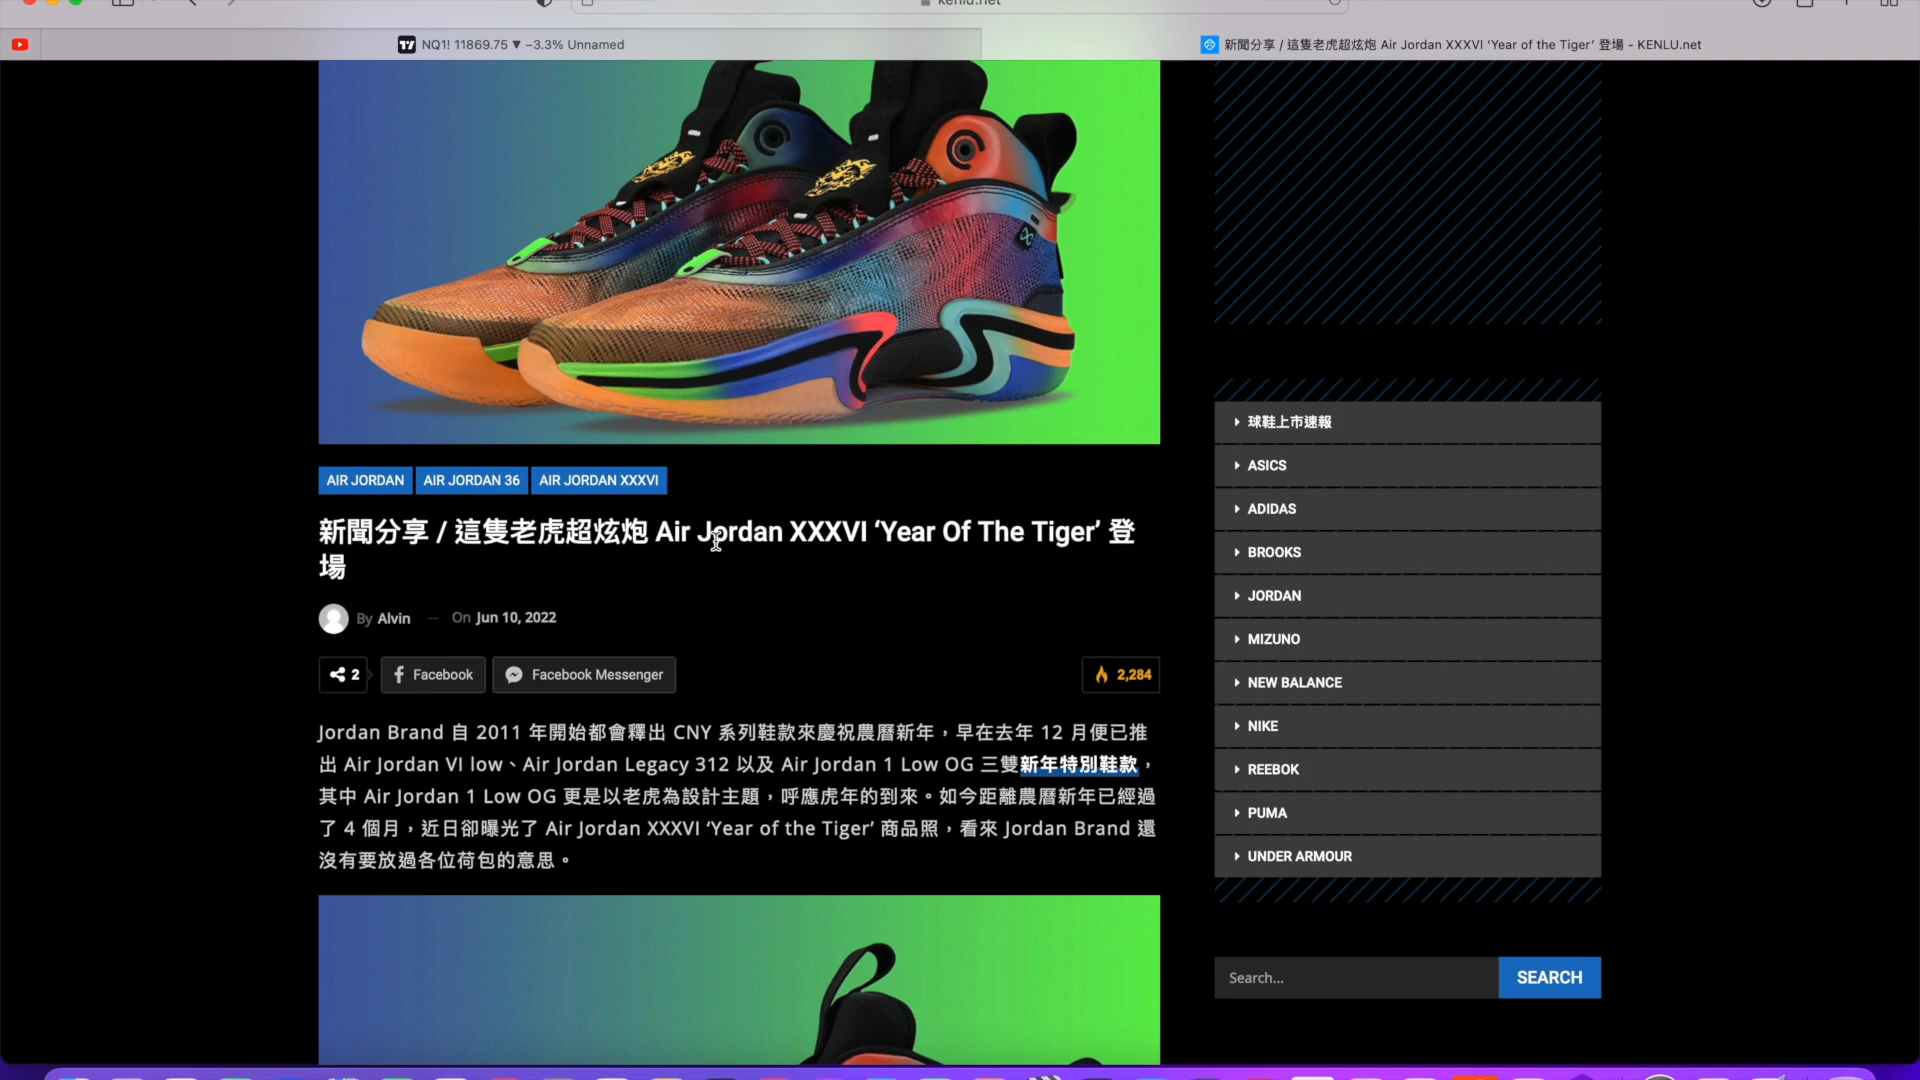 kenlu.net
NQ1! 11869.75 ▼ −3.3% Unnamed
新聞分享 / 這隻老虎超炫炮 Air Jordan XXXVI ‘Year of the Tiger’ 登場 - KENLU.net
AIR JORDAN
AIR JORDAN 36
AIR JORDAN XXXVI
新聞分享 / 這隻老虎超炫炮 Air Jordan XXXVI ‘Year Of The Tiger’ 登
場
By Alvin — On Jun 10, 2022
2
Facebook
Facebook Messenger
2,284
Jordan Brand 自 2011 年開始都會釋出 CNY 系列鞋款來慶祝農曆新年，早在去年 12 月便已推
出 Air Jordan VI low、Air Jordan Legacy 312 以及 Air Jordan 1 Low OG 三雙新年特別鞋款，
其中 Air Jordan 1 Low OG 更是以老虎為設計主題，呼應虎年的到來。如今距離農曆新年已經過
了 4 個月，近日卻曝光了 Air Jordan XXXVI ‘Year of the Tiger’ 商品照，看來 Jordan Brand 還
沒有要放過各位荷包的意思。
球鞋上市速報
ASICS
ADIDAS
BROOKS
JORDAN
MIZUNO
NEW BALANCE
NIKE
REEBOK
PUMA
UNDER ARMOUR
Search...
SEARCH